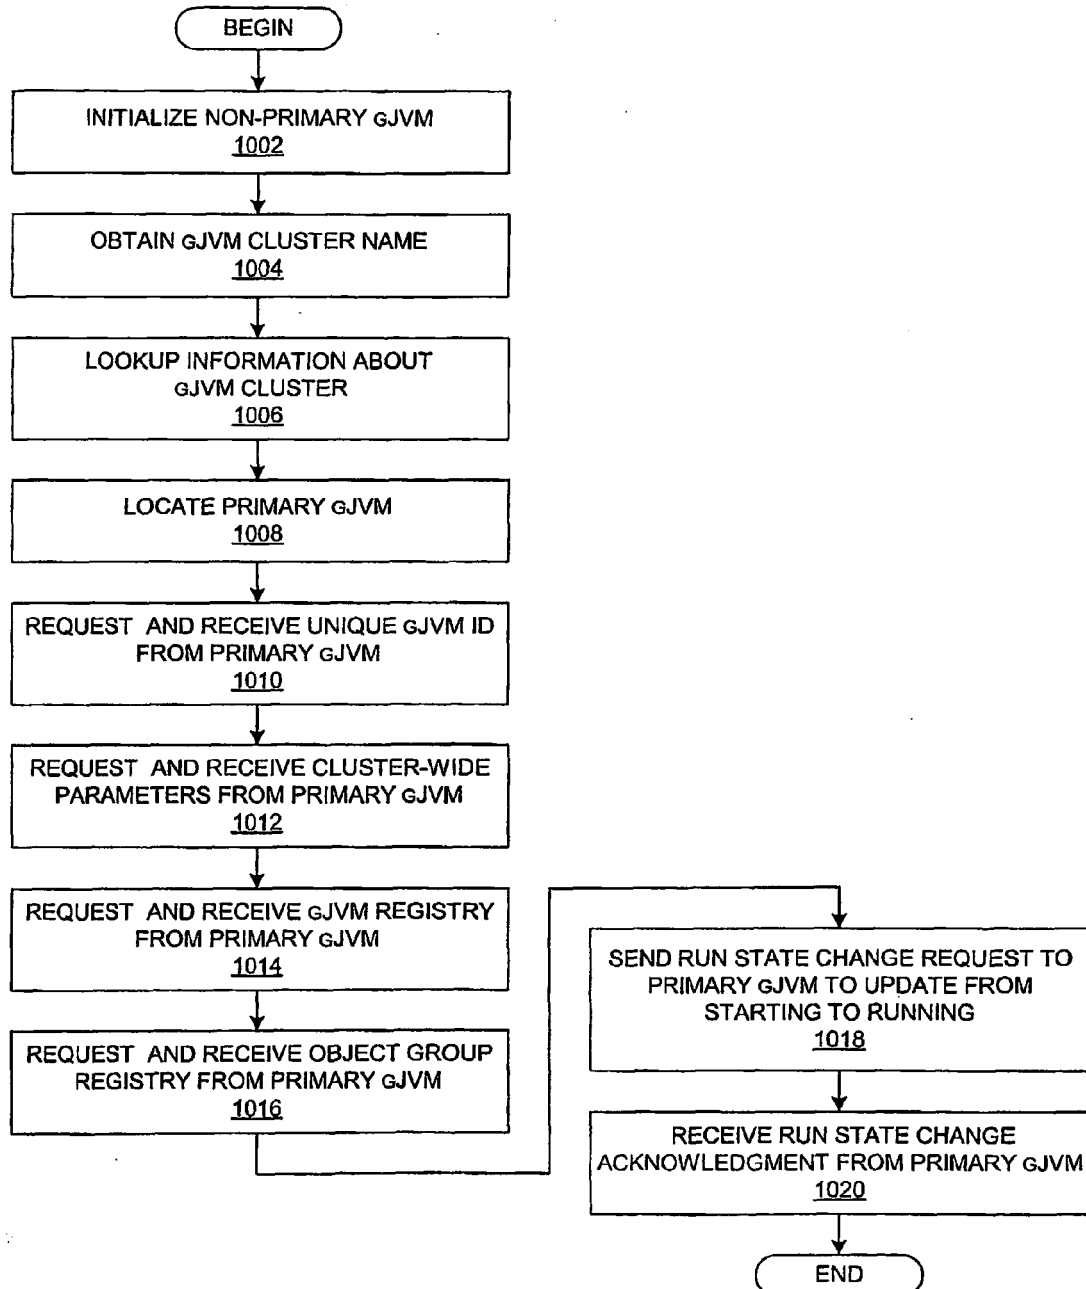 BEGIN
INITIALIZE NON-PRIMARY GJVM
1002
OBTAIN GJVM CLUSTER NAME
1004
LOOKUP INFORMATION ABOUT
GJVM CLUSTER
1006
LOCATE PRIMARY GJVM
1008
REQUEST AND RECEIVE UNIQUE GJVM ID
FROM PRIMARY GJVM
1010
REQUEST AND RECEIVE CLUSTER-WIDE
PARAMETERS FROM PRIMARY GJVM
1012
REQUEST AND RECEIVE GJVM REGISTRY
FROM PRIMARY GJVM
1014
REQUEST AND RECEIVE OBJECT GROUP
REGISTRY FROM PRIMARY GJVM
1016
SEND RUN STATE CHANGE REQUEST TO
PRIMARY GJVM TO UPDATE FROM
STARTING TO RUNNING
1018
RECEIVE RUN STATE CHANGE
ACKNOWLEDGMENT FROM PRIMARY GJVM
1020
END